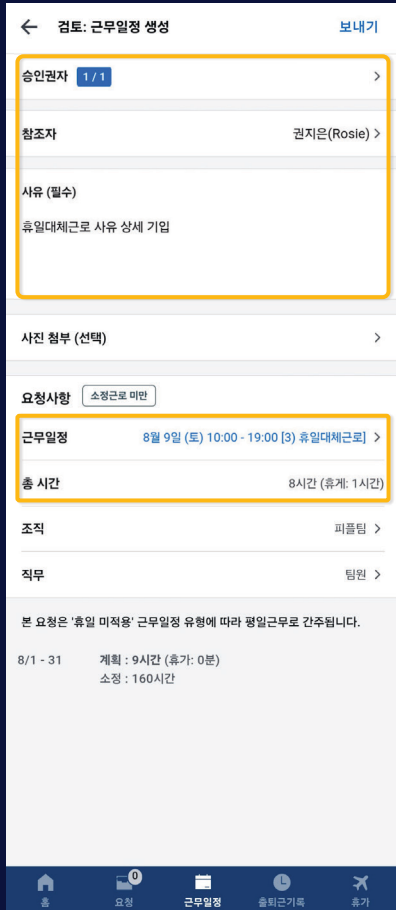 ← 검토: 근무일정 생성 보내기
승인권자 1 / 1 >
참조자 권지은(Rosie) >
사유 (필수)
휴일대체근로 사유 상세 기입
사진 첨부 (선택) >
요청사항 소정근로 미만
근무일정 8월 9일 (토) 10:00 - 19:00 [3) 휴일대체근로] >
총 시간 8시간 (휴게: 1시간)
조직 피플팀 >
직무 팀원 >
본 요청은 '휴일 미적용' 근무일정 유형에 따라 평일근무로 간주됩니다.
8/1 - 31 계획 : 9시간 (휴가: 0분)
소정 : 160시간
0
홈 요청 근무일정 출퇴근기록 휴가